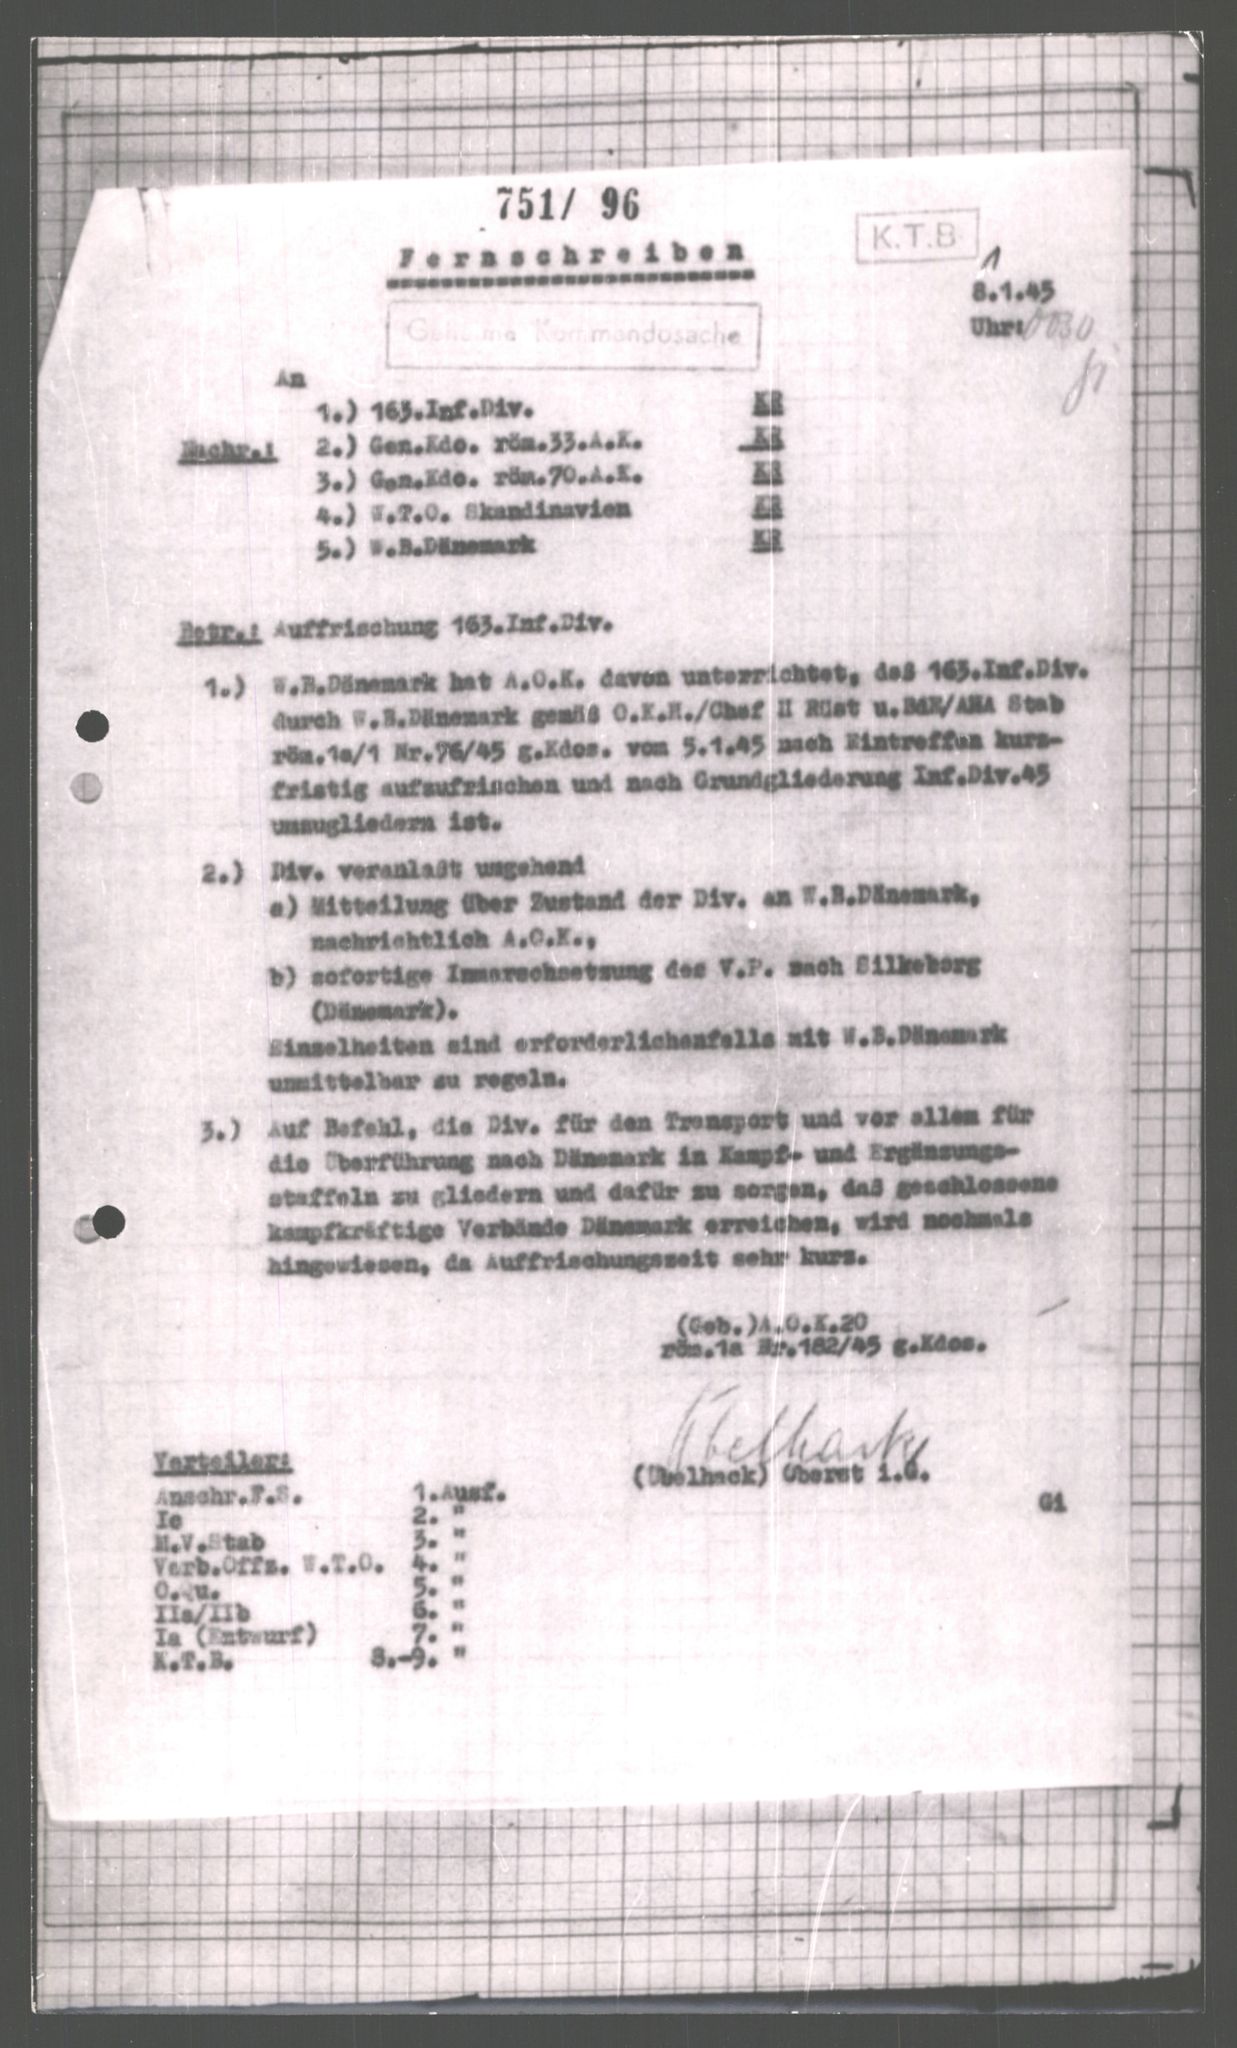 751/ 96
K.T.B
Fernschreiben
8.1.45
Uhr:
Geheime Kommandosache
An
1.) 163.Inf.Div. KR
Nachr.: 2.) Gen.Kdo. röm.33.A.K. KR
3.) Gen.Kdo. röm.70.A.K. KR
4.) W.T.O. Skandinavien KR
5.) W.B.Dänemark KR
Betr.: Auffrischung 163.Inf.Div.
1.) W.B.Dänemark hat A.O.K. davon unterrichtet, daß 163.Inf.Div.
durch W.B.Dänemark gemäß O.K.H./Chef H Rüst u.BdE/AHA Stab
röm.1a/1 Nr.76/45 g.Kdos. vom 5.1.45 nach Eintreffen kurz-
fristig aufzufrischen und nach Grundgliederung Inf.Div.45
umzugliedern ist.
2.) Div. veranlaßt umgehend
a) Mitteilung über Zustand der Div. an W.B.Dänemark,
nachrichtlich A.O.K.,
b) sofortige Inmarschsetzung des V.P. nach Silkeborg
(Dänemark).
Einzelheiten sind erforderlichenfalls mit W.B.Dänemark
unmittelbar zu regeln.
3.) Auf Befehl, die Div. für den Transport und vor allem für
die Überführung nach Dänemark in Kampf- und Ergänzungs-
staffeln zu gliedern und dafür zu sorgen, daß geschlossene
kampfkräftige Verbände Dänemark erreichen, wird nochmals
hingewiesen, da Auffrischungszeit sehr kurz.
(Geb.)A.O.K.20
röm.1a Nr.182/45 g.Kdos.
Übelhack
(Übelhack) Oberst i.G.
Verteiler:
Anschr.F.S. 1.Ausf.
Ic 2. "
M.V.Stab 3. "
Verb.Offz. W.T.O. 4. "
O.Qu. 5. "
IIa/IIb 6. "
Ia (Entwurf) 7. "
K.T.B. 8.-9. "
Gi